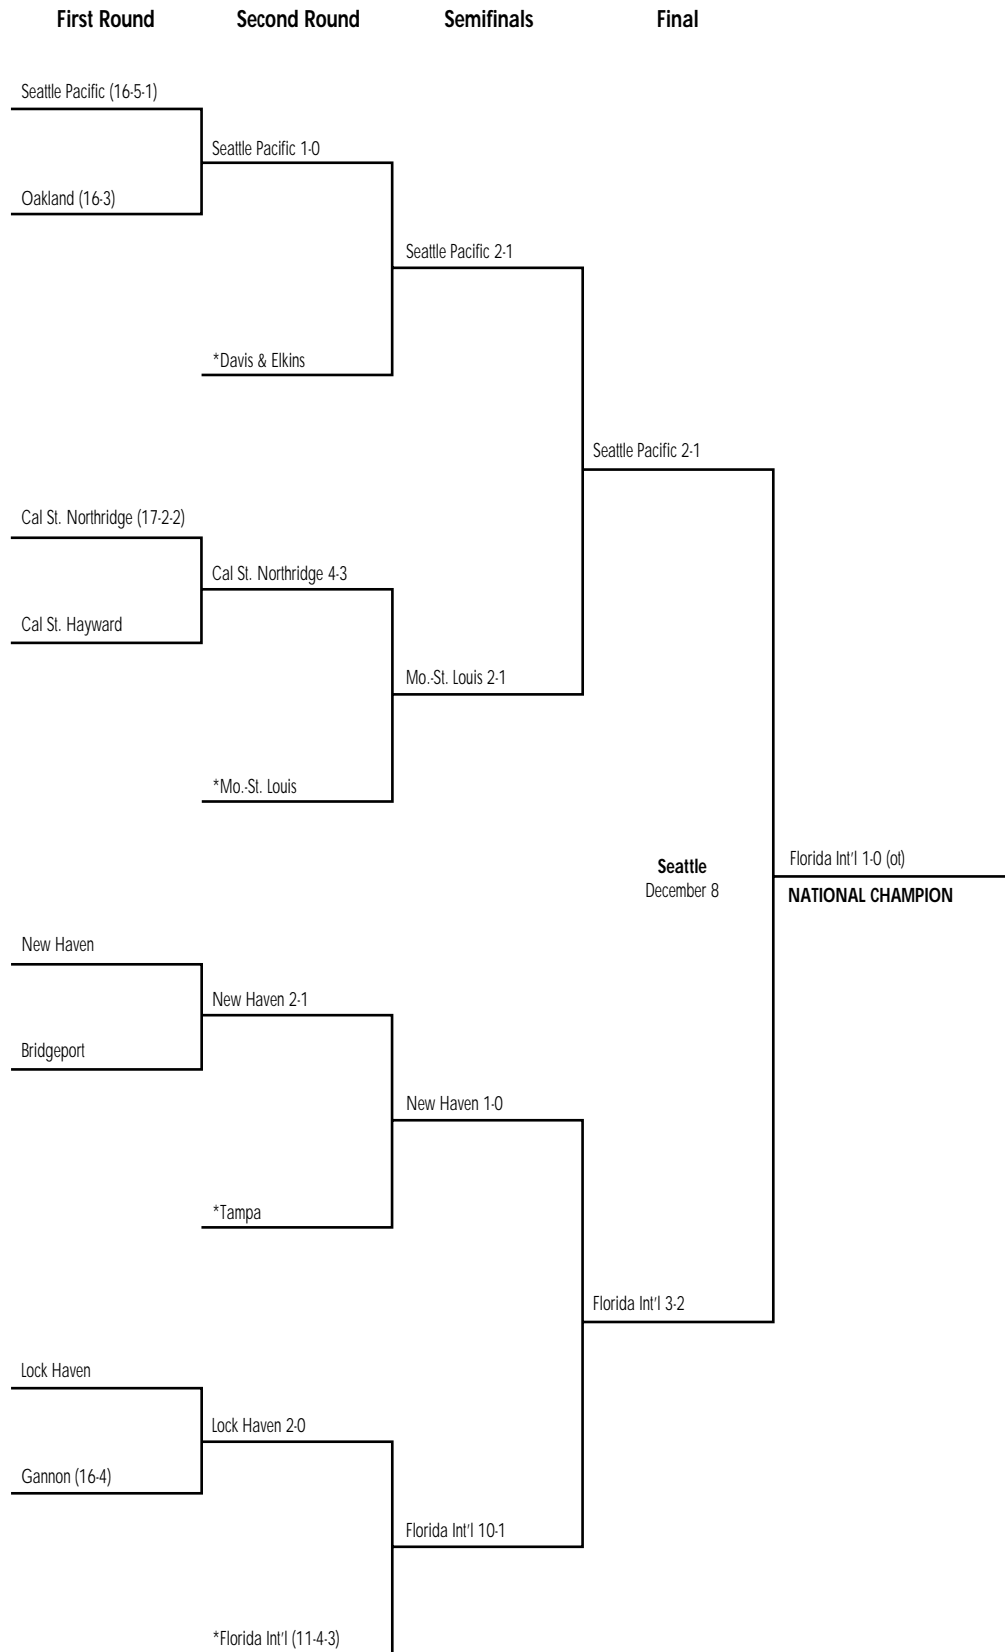 First Round Second Round Semifinals Final
Seattle Pacific (16-5-1)
Seattle Pacific 1-0
Oakland (16-3)
Seattle Pacific 2-1
*Davis & Elkins
Seattle Pacific 2-1
Cal St. Northridge (17-2-2)
Cal St. Northridge 4-3
Cal St. Hayward
Mo.-St. Louis 2-1
*Mo.-St. Louis
Florida Int'l 1-0 (ot)
Seattle
December 8
NATIONAL CHAMPION
New Haven
New Haven 2-1
Bridgeport
New Haven 1-0
*Tampa
Florida Int'l 3-2
Lock Haven
Lock Haven 2-0
Gannon (16-4)
Florida Int'l 10-1
*Florida Int'l (11-4-3)